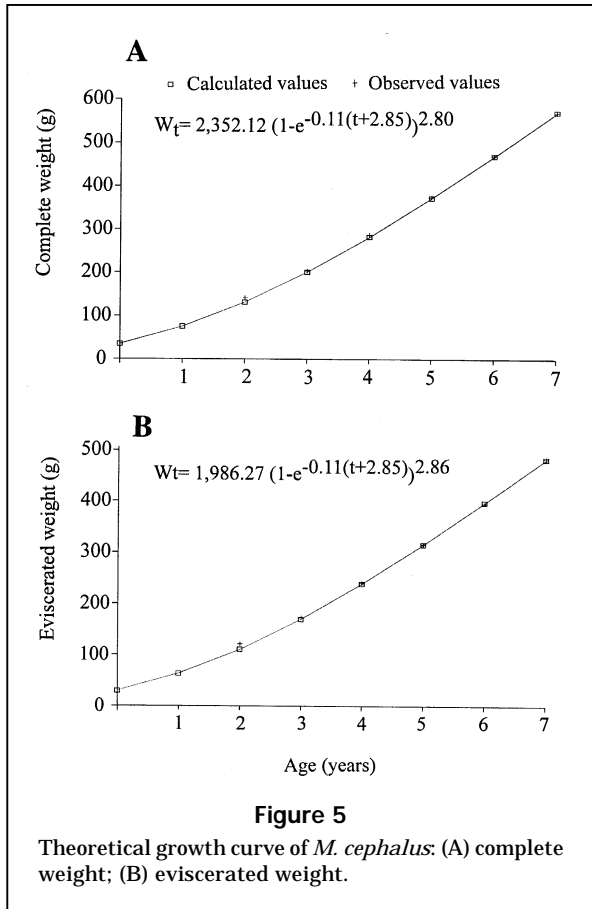 A
□ Calculated values + Observed values
Wt= 2,352.12 (1-e-0.11(t+2.85))2.80
Complete weight (g)
600
500
400
300
200
100
0
1 2 3 4 5 6 7
B
Wt= 1,986.27 (1-e-0.11(t+2.85))2.86
Eviscerated weight (g)
500
400
300
200
100
0
1 2 3 4 5 6 7
Age (years)
Figure 5
Theoretical growth curve of M. cephalus: (A) complete
weight; (B) eviscerated weight.